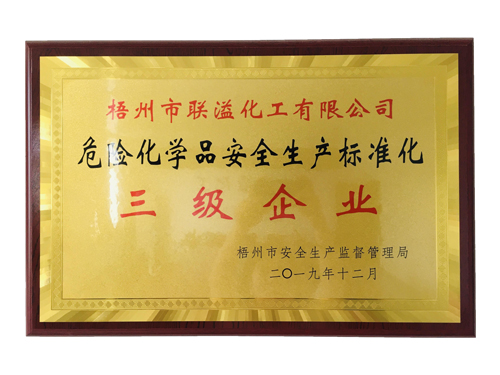 梧州市联溢化工有限公司
危险化学品安全生产标准化
三级企业
梧州市安全生产监督管理局
二〇一九年十二月